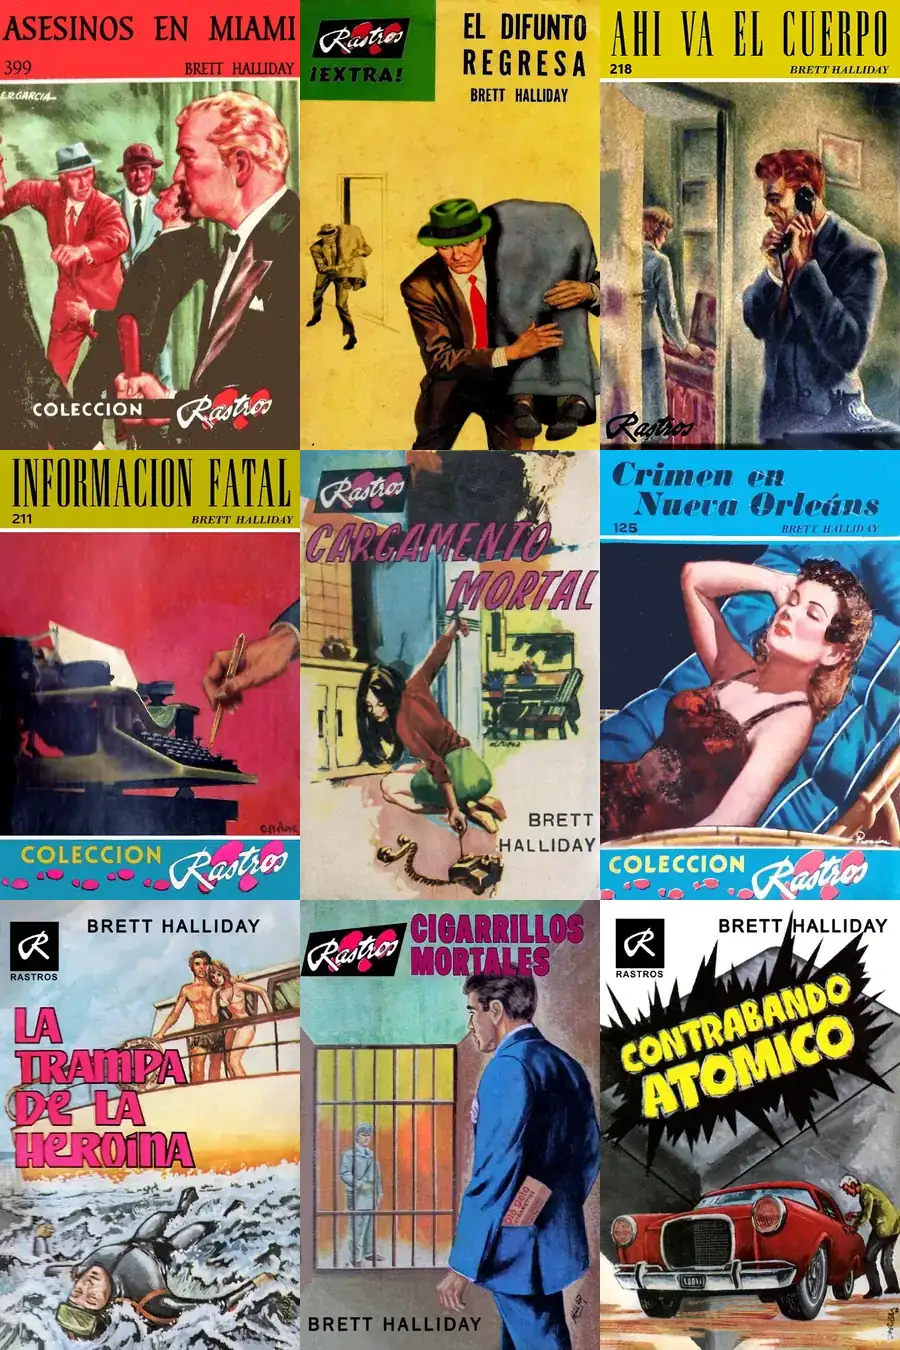 ASESINOS EN MIAMI
399
BRETT HALLIDAY
E.R. GARCIA
COLECCION Rastros
Rastros
¡EXTRA!
EL DIFUNTO
REGRESA
BRETT HALLIDAY
AHI VA EL CUERPO
218
BRETT HALLIDAY
Rastros
INFORMACION FATAL
211
BRETT HALLIDAY
COLECCION Rastros
Rastros
CARGAMENTO
MORTAL
BRETT
HALLIDAY
Crimen en
Nueva Orleáns
125
BRETT HALLIDAY
COLECCION Rastros
BRETT HALLIDAY
R
RASTROS
LA
TRAMPA
DE LA
HEROINA
Rastros
CIGARRILLOS
MORTALES
BRETT HALLIDAY
BRETT HALLIDAY
R
RASTROS
CONTRABANDO
ATOMICO